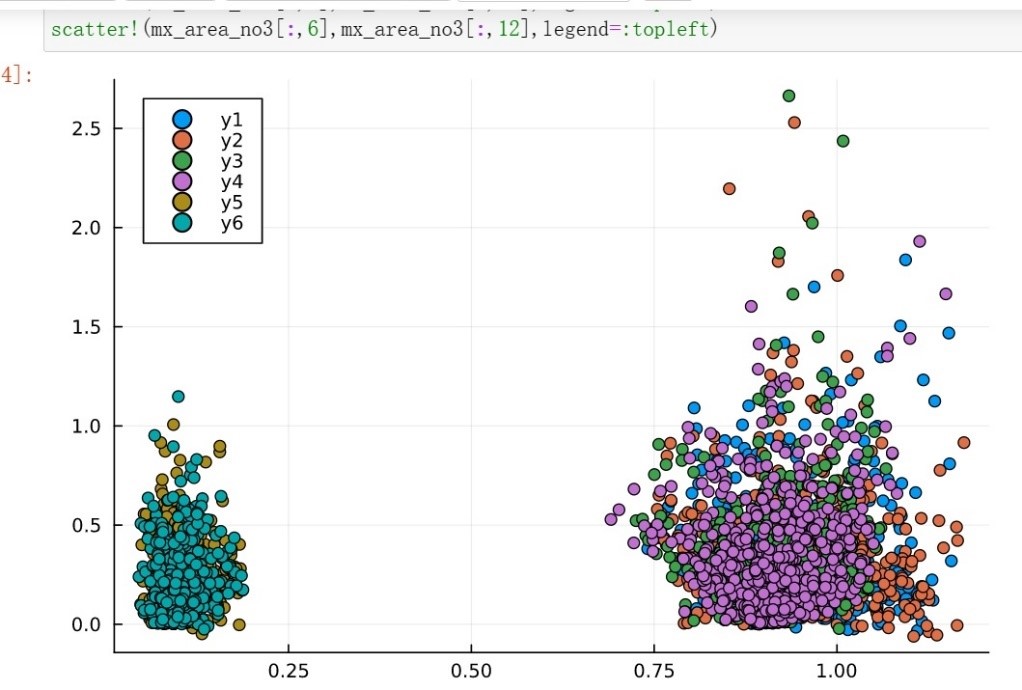 scatter!(mx_area_no3[:,6],mx_area_no3[:,12],legend=:topleft)
4]:
y1
y2
y3
y4
y5
y6
2.5
2.0
1.5
1.0
0.5
0.0
0.25 0.50 0.75 1.00